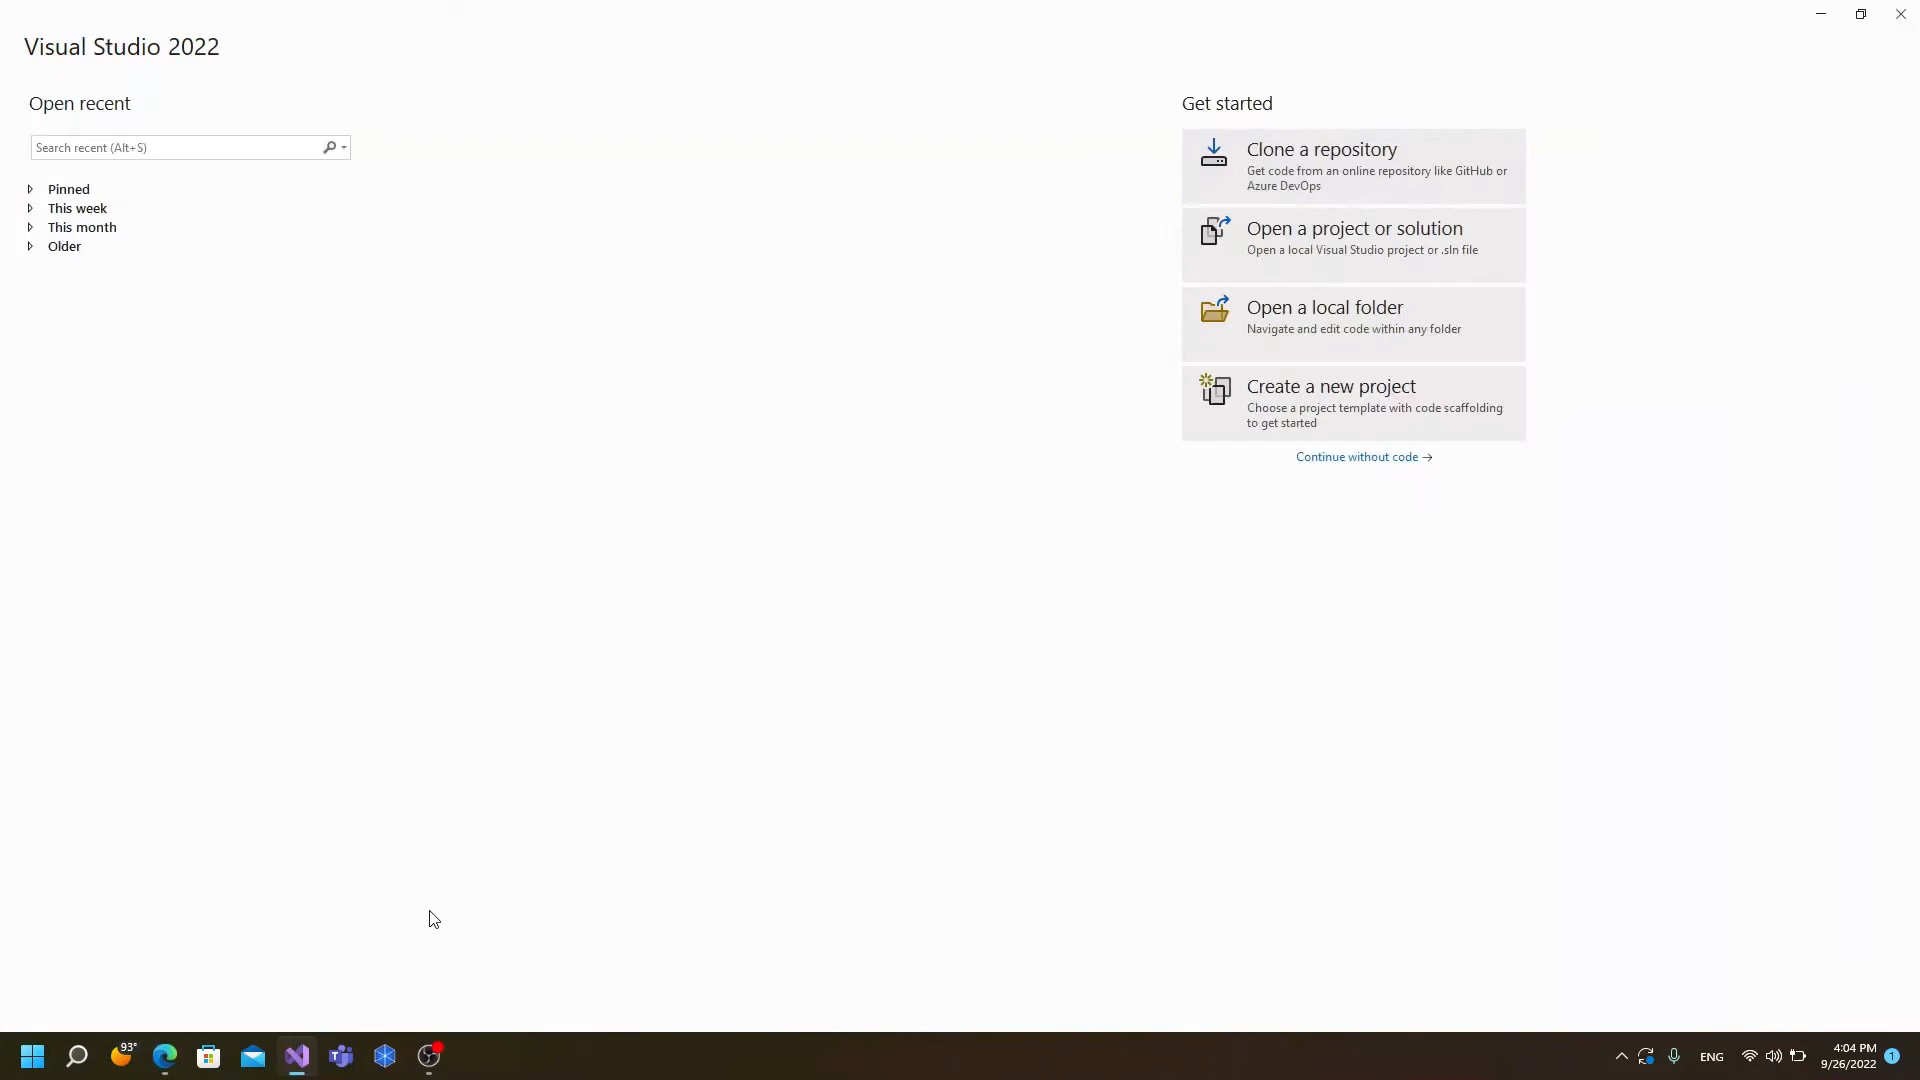 Visual Studio 2022
Open recent
Search recent (Alt+S)
Pinned
This week
This month
Older
Get started
Clone a repository
Get code from an online repository like GitHub or
Azure DevOps
Open a project or solution
Open a local Visual Studio project or .sln file
Open a local folder
Navigate and edit code within any folder
Create a new project
Choose a project template with code scaffolding
to get started
Continue without code →
93°
ENG
4:04 PM
9/26/2022
1